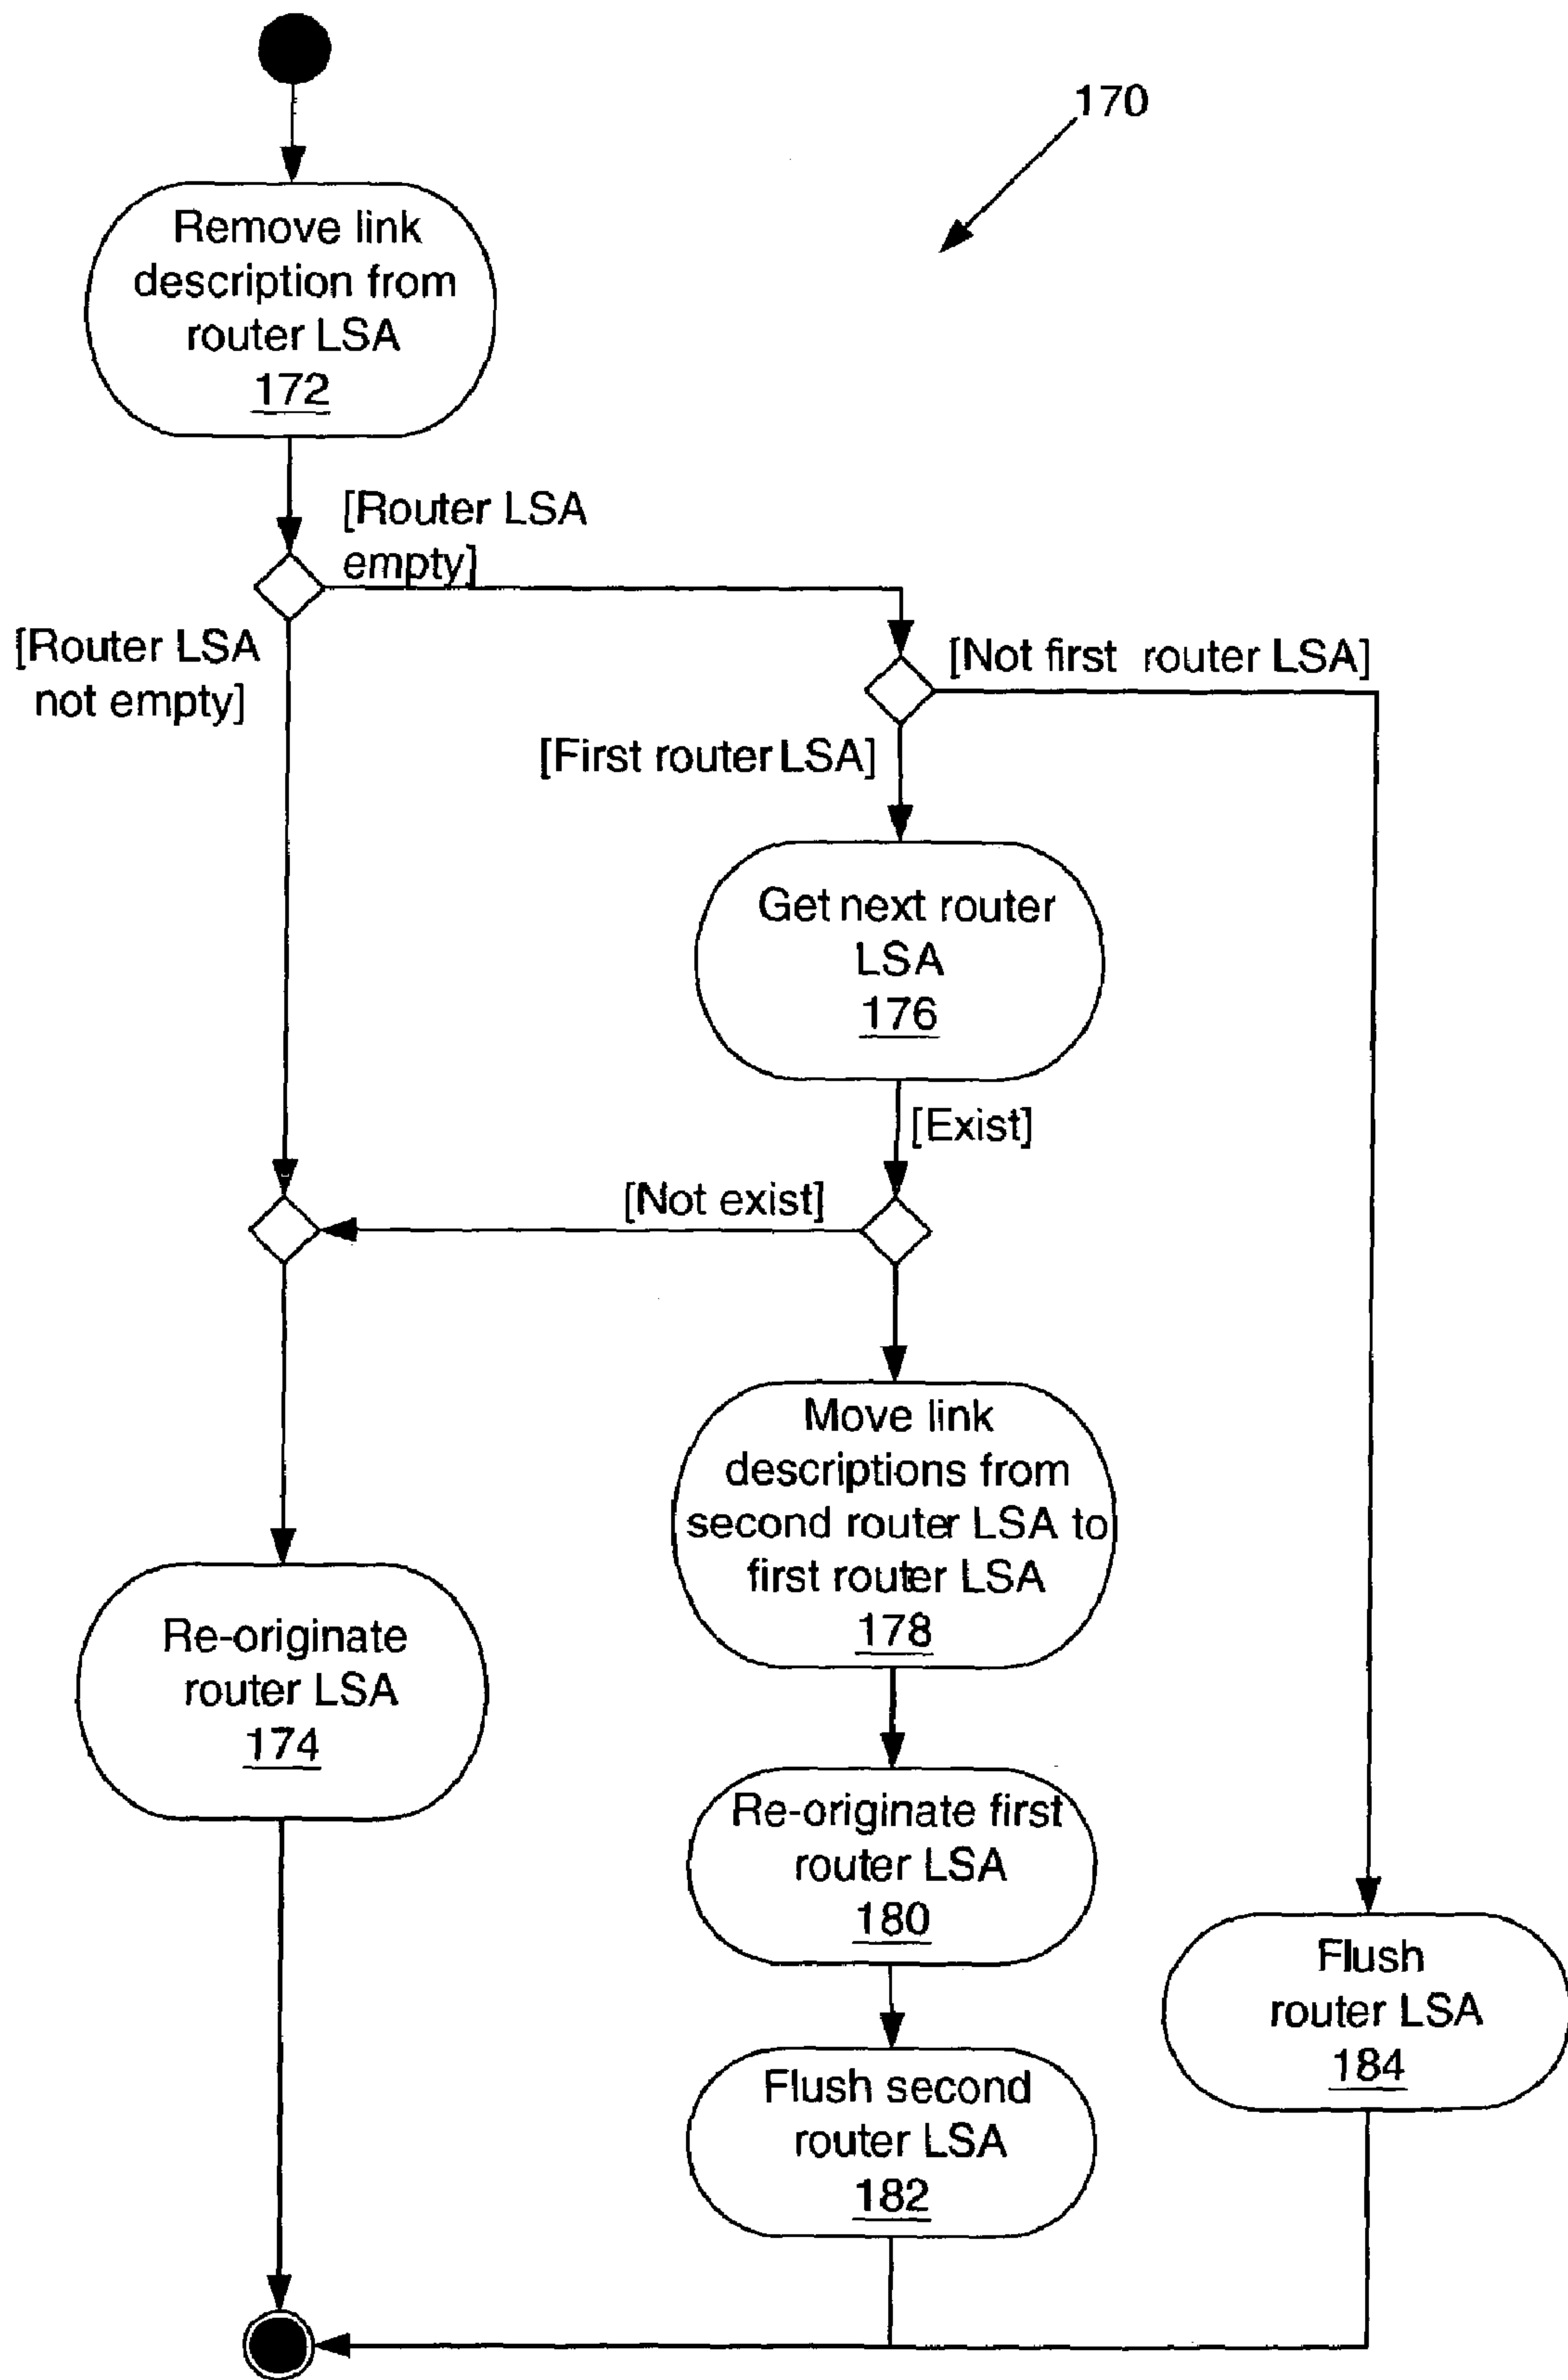 170
Remove link
description from
router LSA
172
[Router LSA
empty]
[Router LSA
not empty]
[Not first router LSA]
[First router LSA]
Get next router
LSA
176
[Exist]
[Not exist]
Move link
descriptions from
second router LSA to
first router LSA
178
Re-originate
router LSA
174
Re-originate first
router LSA
180
Flush
router LSA
184
Flush second
router LSA
182